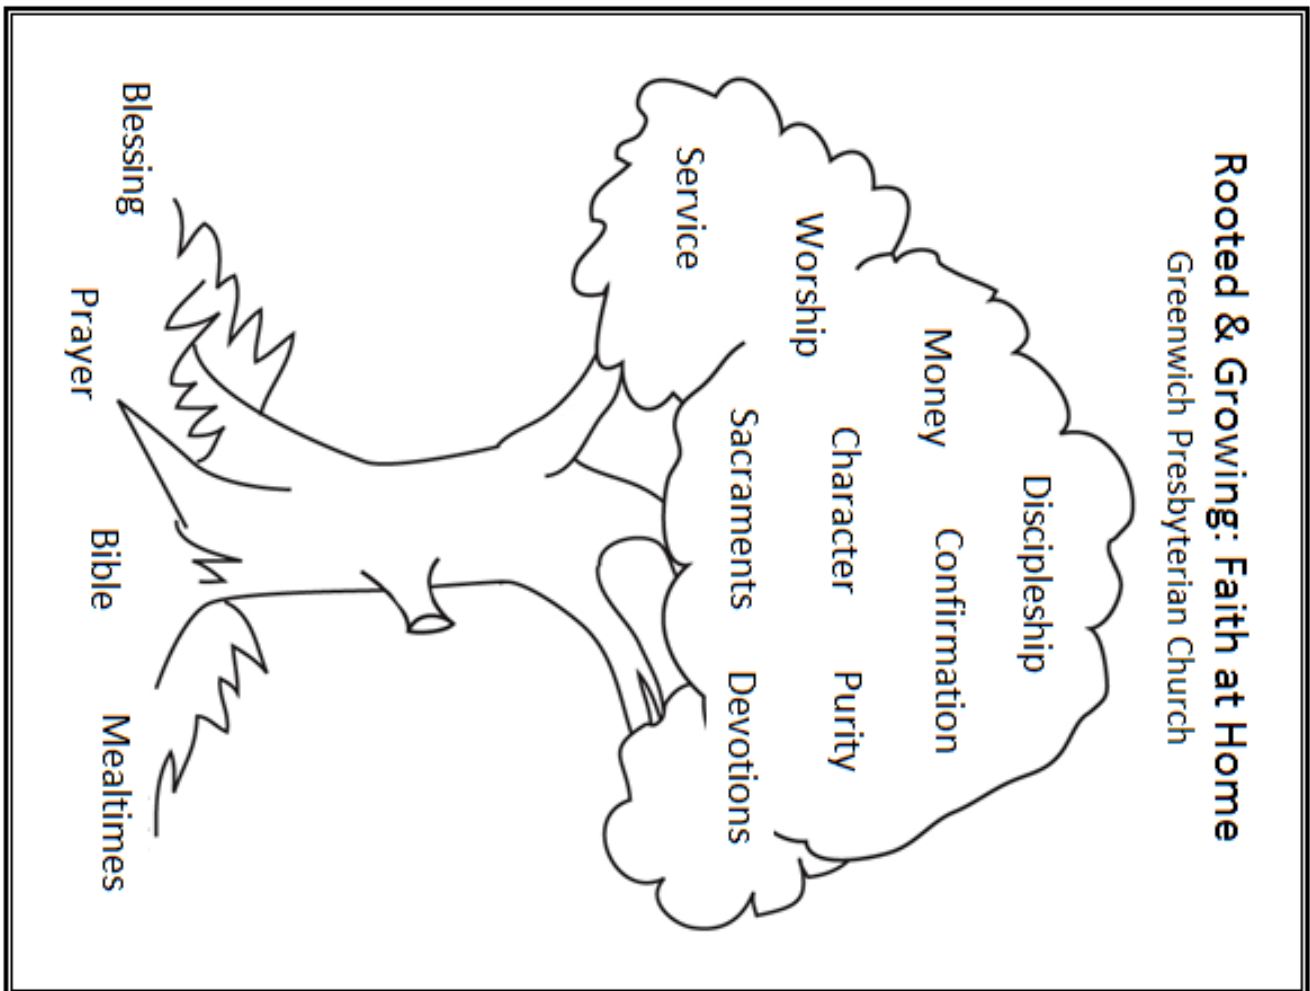 Rooted & Growing: Faith at Home
Greenwich Presbyterian Church
Discipleship
Money
Confirmation
Character
Purity
Worship
Sacraments
Devotions
Service
Blessing
Prayer
Bible
Mealtimes